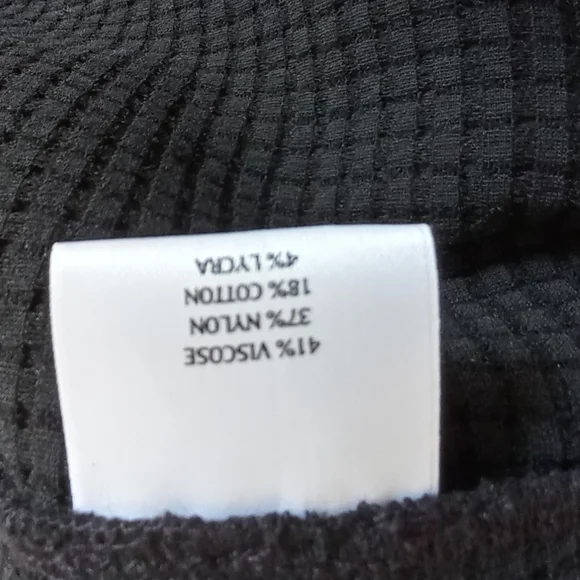 41% VISCOSE
37% NYLON
18% COTTON
4% LYCRA